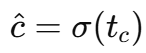 ĉ = σ(t_c)